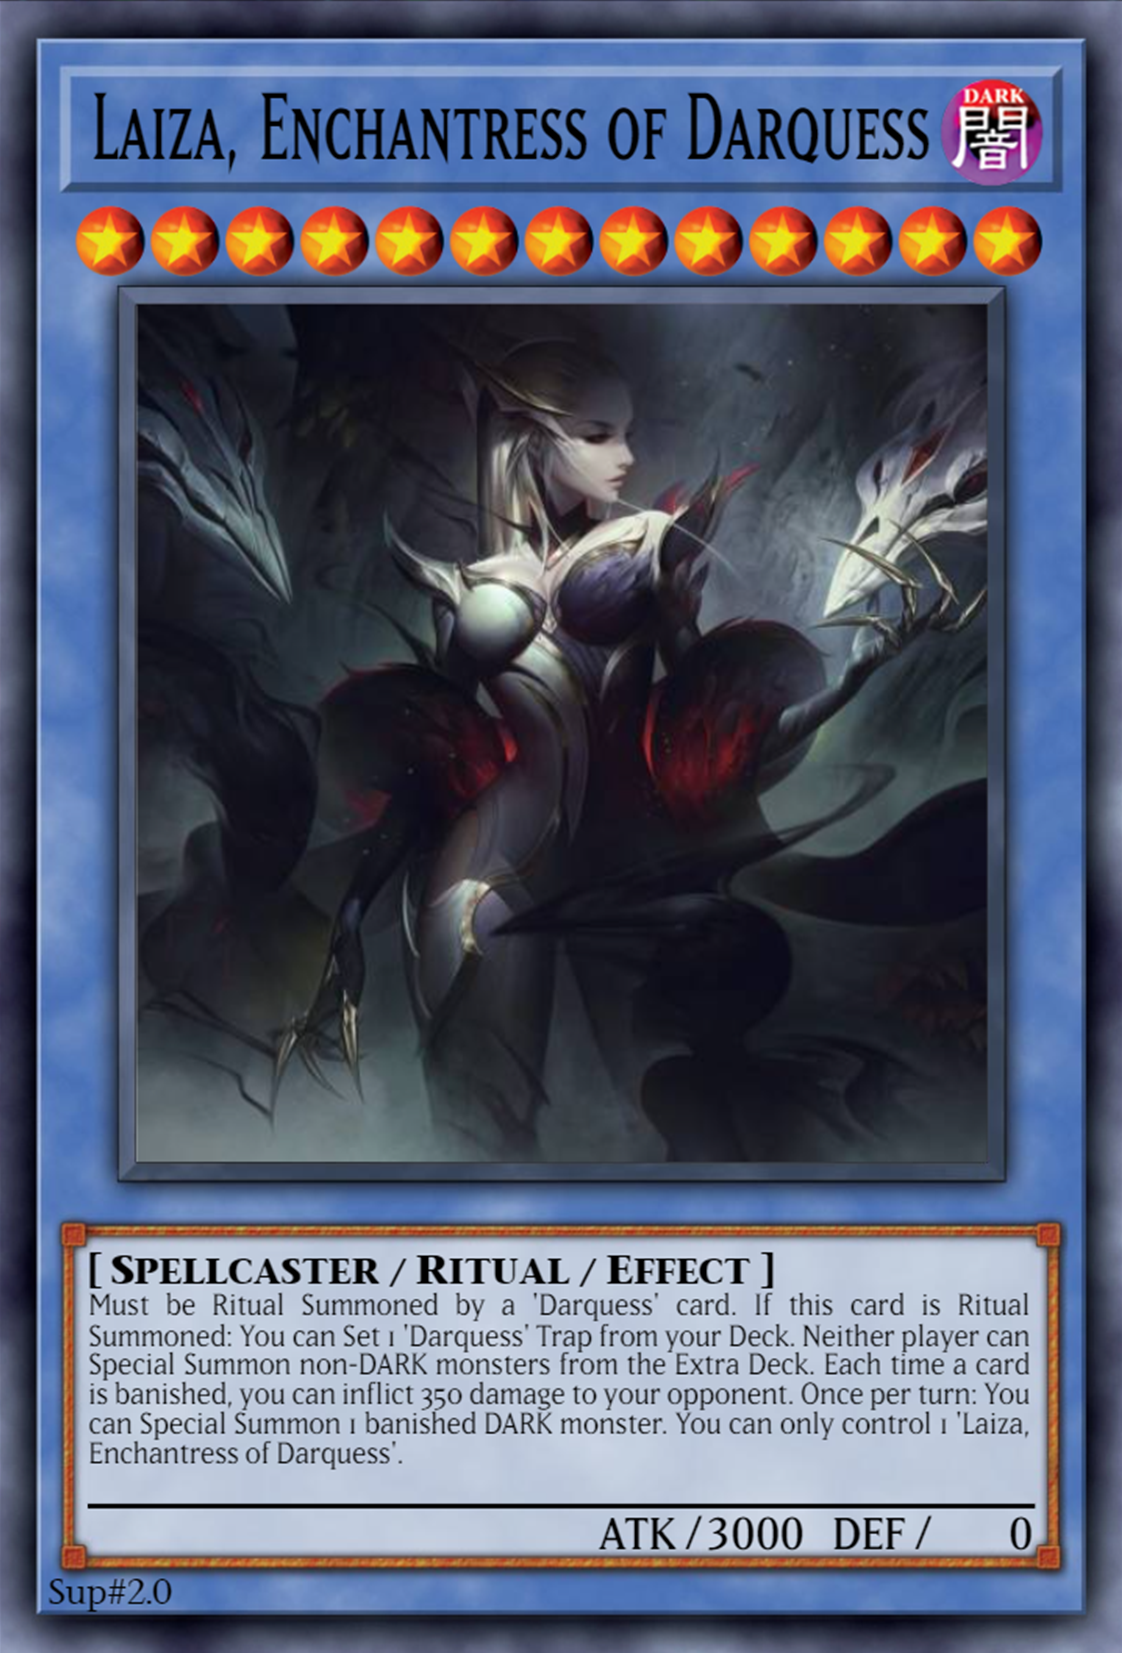 Laiza, Enchantress of Darquess
DARK
闇
[ Spellcaster / Ritual / Effect ]
Must be Ritual Summoned by a 'Darquess' card. If this card is Ritual
Summoned: You can Set 1 'Darquess' Trap from your Deck. Neither player can
Special Summon non-DARK monsters from the Extra Deck. Each time a card
is banished, you can inflict 350 damage to your opponent. Once per turn: You
can Special Summon 1 banished DARK monster. You can only control 1 'Laiza,
Enchantress of Darquess'.
ATK / 3000 DEF / 0
Sup#2.0